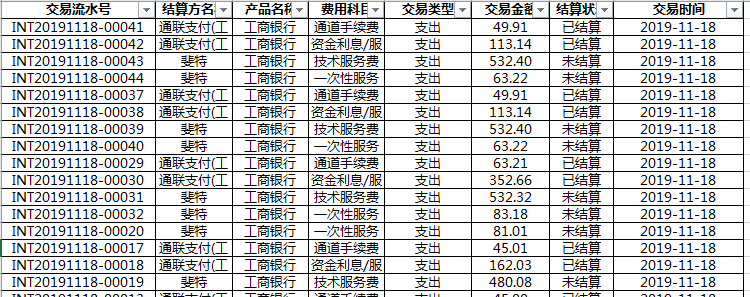 交易流水号 结算方名 产品名称 费用科目 交易类型 交易金额 结算状 交易时间
INT20191118-00041 通联支付(工 工商银行 通道手续费 支出 49.91 已结算 2019-11-18
INT20191118-00042 通联支付(工 工商银行 资金利息/服 支出 113.14 已结算 2019-11-18
INT20191118-00043 斐特 工商银行 技术服务费 支出 532.40 未结算 2019-11-18
INT20191118-00044 斐特 工商银行 一次性服务 支出 63.22 未结算 2019-11-18
INT20191118-00037 通联支付(工 工商银行 通道手续费 支出 49.91 已结算 2019-11-18
INT20191118-00038 通联支付(工 工商银行 资金利息/服 支出 113.14 已结算 2019-11-18
INT20191118-00039 斐特 工商银行 技术服务费 支出 532.40 未结算 2019-11-18
INT20191118-00040 斐特 工商银行 一次性服务 支出 63.22 未结算 2019-11-18
INT20191118-00029 通联支付(工 工商银行 通道手续费 支出 63.21 已结算 2019-11-18
INT20191118-00030 通联支付(工 工商银行 资金利息/服 支出 352.66 已结算 2019-11-18
INT20191118-00031 斐特 工商银行 技术服务费 支出 532.32 未结算 2019-11-18
INT20191118-00032 斐特 工商银行 一次性服务 支出 83.18 未结算 2019-11-18
INT20191118-00020 斐特 工商银行 一次性服务 支出 81.01 未结算 2019-11-18
INT20191118-00017 通联支付(工 工商银行 通道手续费 支出 45.01 已结算 2019-11-18
INT20191118-00018 通联支付(工 工商银行 资金利息/服 支出 162.03 已结算 2019-11-18
INT20191118-00019 斐特 工商银行 技术服务费 支出 480.08 未结算 2019-11-18